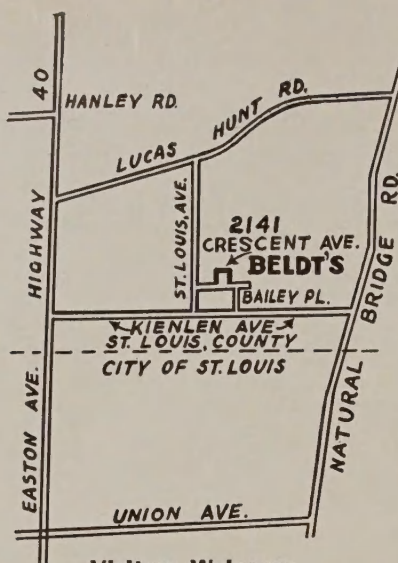 HIGHWAY 40
HANLEY RD.
LUCAS HUNT RD.
ST. LOUIS, AVE.
2141
CRESCENT AVE.
BELDT'S
BAILEY PL.
NATURAL BRIDGE RD.
KIENLEN AVE.
ST. LOUIS, COUNTY
CITY OF ST. LOUIS
EASTON AVE.
UNION AVE.